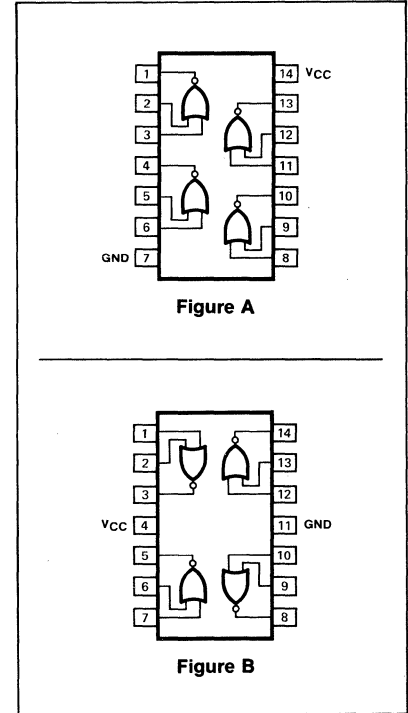 1 14 VCC
2 13
3 12
4 11
5 10
6 9
GND 7 8
Figure A
1 14
2 13
3 12
VCC 4 11 GND
5 10
6 9
7 8
Figure B